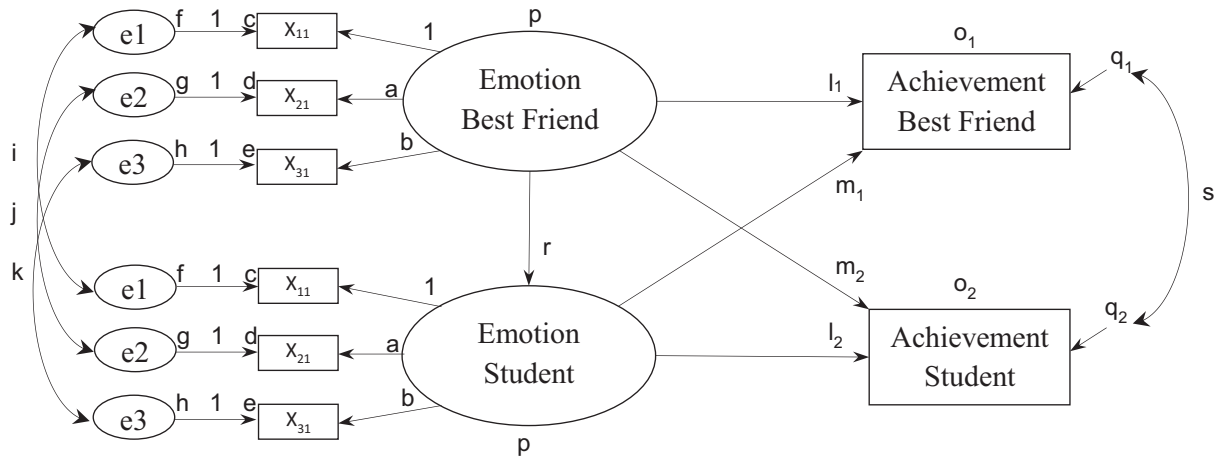 p
e1 f 1 c X₁₁ 1
Emotion
Best Friend
e2 g 1 d X₂₁ a
e3 h 1 e X₃₁ b
o₁
l₁
Achievement
Best Friend
q₁
i
j
k
r
m₁
m₂
s
e1 f 1 c X₁₁ 1
Emotion
Student
e2 g 1 d X₂₁ a
e3 h 1 e X₃₁ b
p
o₂
l₂
Achievement
Student
q₂